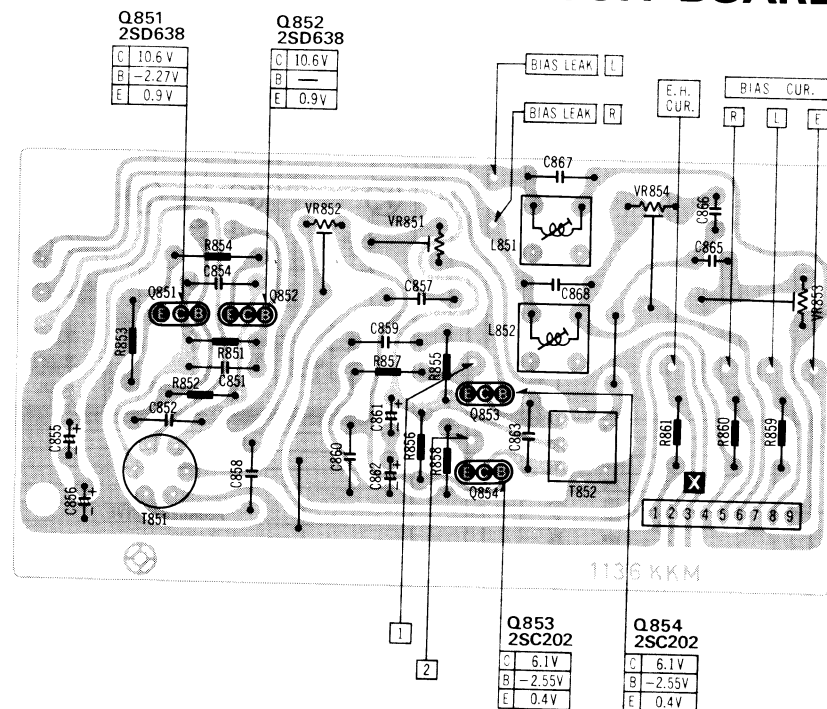 Q851
2SD638
C 10.6V
B -2.27V
E 0.9V
Q852
2SD638
C 10.6V
B —
E 0.9V
BIAS LEAK L
BIAS LEAK R
E.H.
CUR.
BIAS CUR.
R L E
C867
VR854
C866
VR852
VR851
L851
C865
R854
C854
C857
C868
VR853
Q851
Q852
E C B
E C B
L852
R853
C859
R851
R857
R855
C851
R852
Q853
E C B
C852
C861
C855
R856
R858
C863
R861
R860
R859
C858
C860
C862
E C B
Q854
T852
X
C856
T851
1 2 3 4 5 6 7 8 9
1136 KKM
1
2
Q853
2SC202
C 6.1V
B -2.55V
E 0.4V
Q854
2SC202
C 6.1V
B -2.55V
E 0.4V